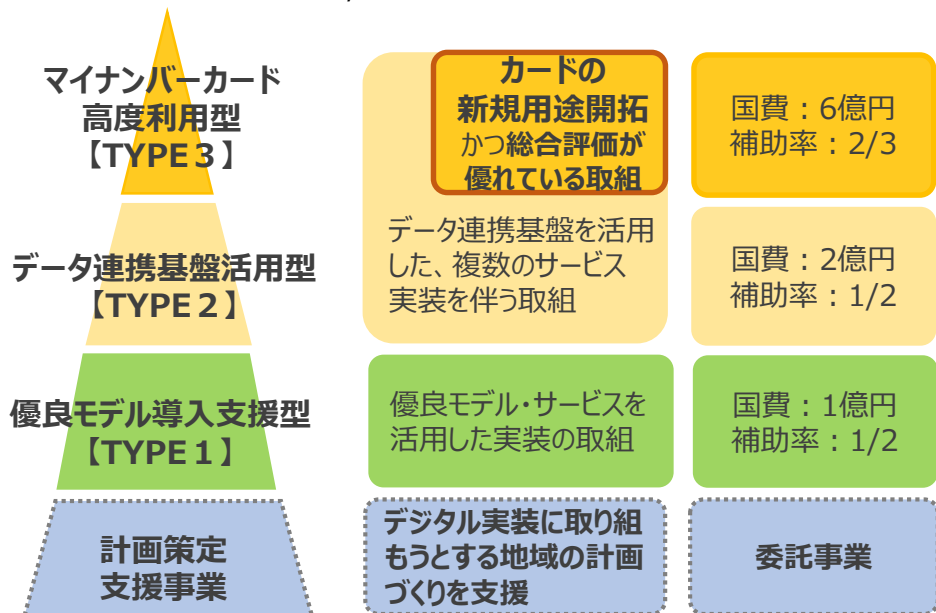 マイナンバーカード
高度利用型
【TYPE３】
カードの
新規用途開拓
かつ総合評価が
優れている取組
国費：6億円
補助率：2/3
データ連携基盤活用型
【TYPE２】
データ連携基盤を活用
した、複数のサービス
実装を伴う取組
国費：2億円
補助率：1/2
優良モデル導入支援型
【TYPE１】
優良モデル・サービスを
活用した実装の取組
国費：1億円
補助率：1/2
計画策定
支援事業
デジタル実装に取り組
もうとする地域の計画
づくりを支援
委託事業